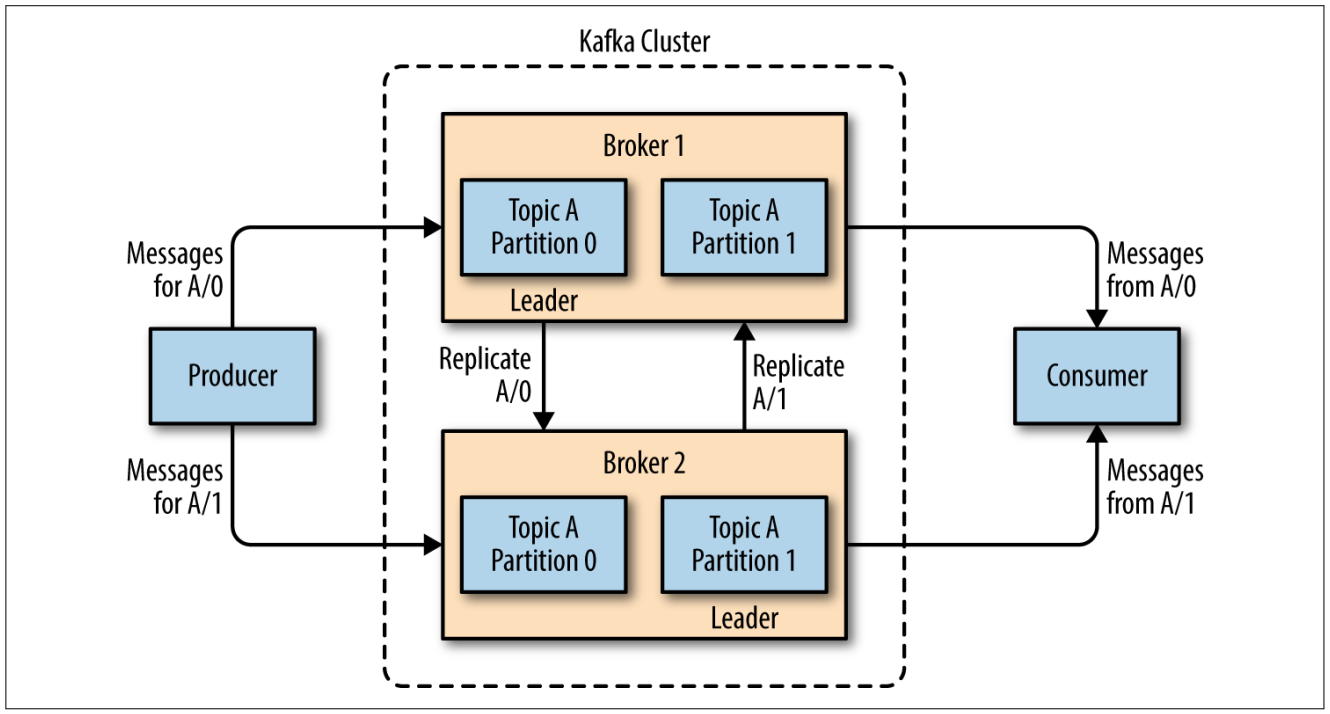 Kafka Cluster
Broker 1
Topic A
Partition 0
Topic A
Partition 1
Leader
Messages
for A/0
Messages
from A/0
Producer
Replicate
A/0
Replicate
A/1
Consumer
Messages
for A/1
Broker 2
Topic A
Partition 0
Topic A
Partition 1
Leader
Messages
from A/1